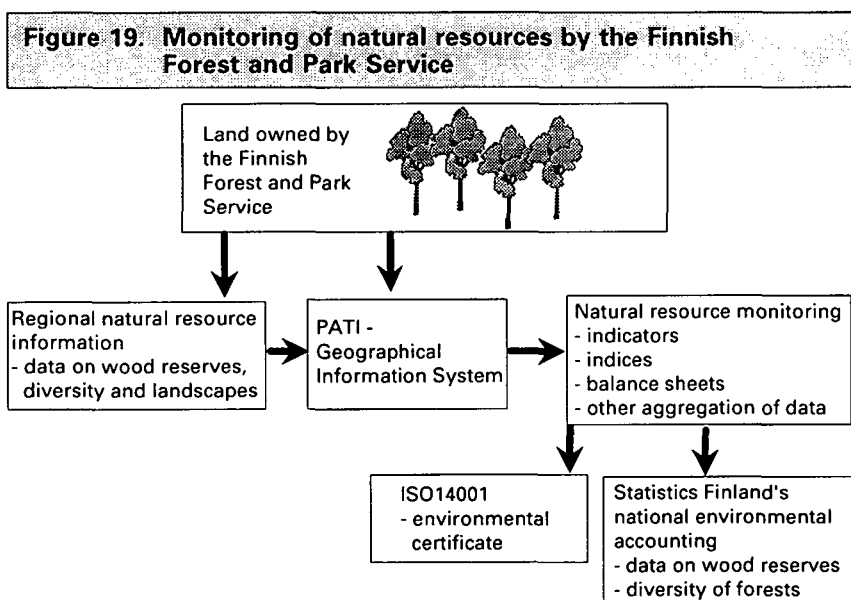 Figure 19. Monitoring of natural resources by the Finnish
Forest and Park Service
Land owned by
the Finnish
Forest and Park
Service
Regional natural resource
information
- data on wood reserves,
diversity and landscapes
PATI -
Geographical
Information System
Natural resource monitoring
- indicators
- indices
- balance sheets
- other aggregation of data
ISO14001
- environmental
certificate
Statistics Finland's
national environmental
accounting
- data on wood reserves
- diversity of forests